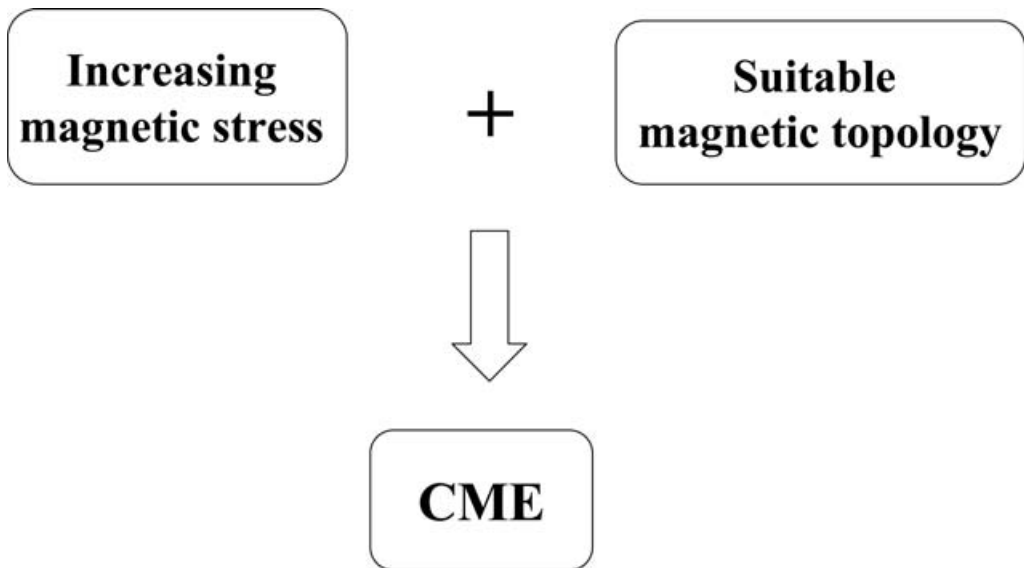 Increasing
magnetic stress
+
Suitable
magnetic topology
CME